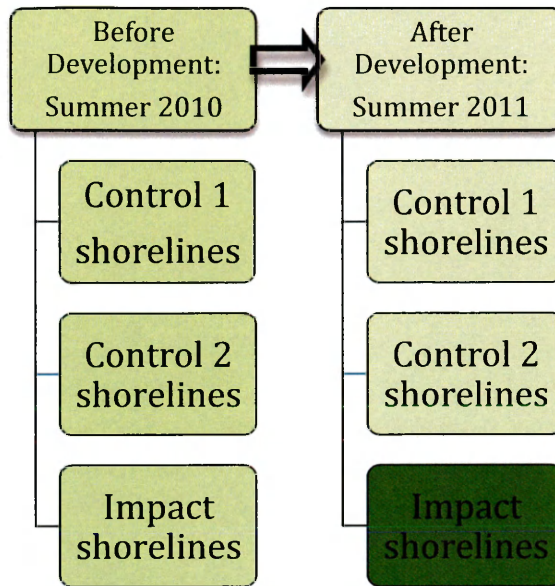 Before
Development:
Summer 2010
Control 1
shorelines
Control 2
shorelines
Impact
shorelines
After
Development:
Summer 2011
Control 1
shorelines
Control 2
shorelines
Impact
shorelines